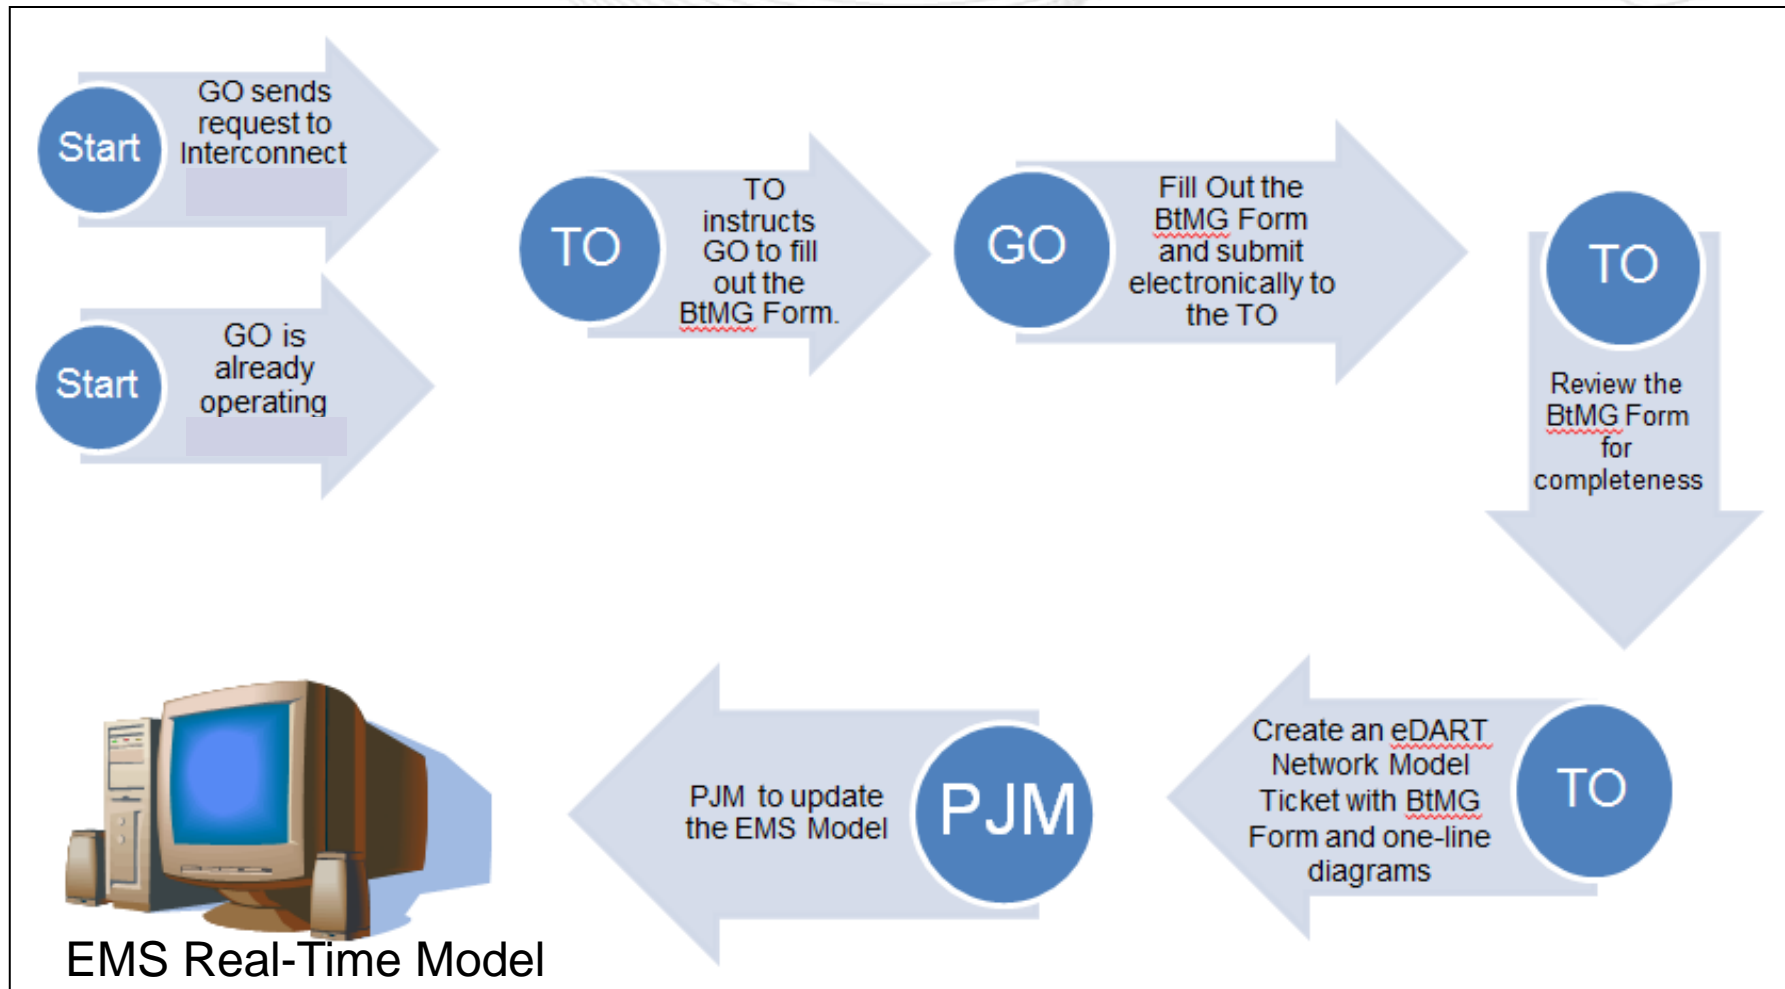 Start
GO sends
request to
Interconnect
Start
GO is
already
operating
TO
TO
instructs
GO to fill
out the
BtMG Form.
GO
Fill Out the
BtMG Form
and submit
electronically to
the TO
TO
Review the
BtMG Form
for
completeness
TO
Create an eDART
Network Model
Ticket with BtMG
Form and one-line
diagrams
PJM
PJM to update
the EMS Model
EMS Real-Time Model